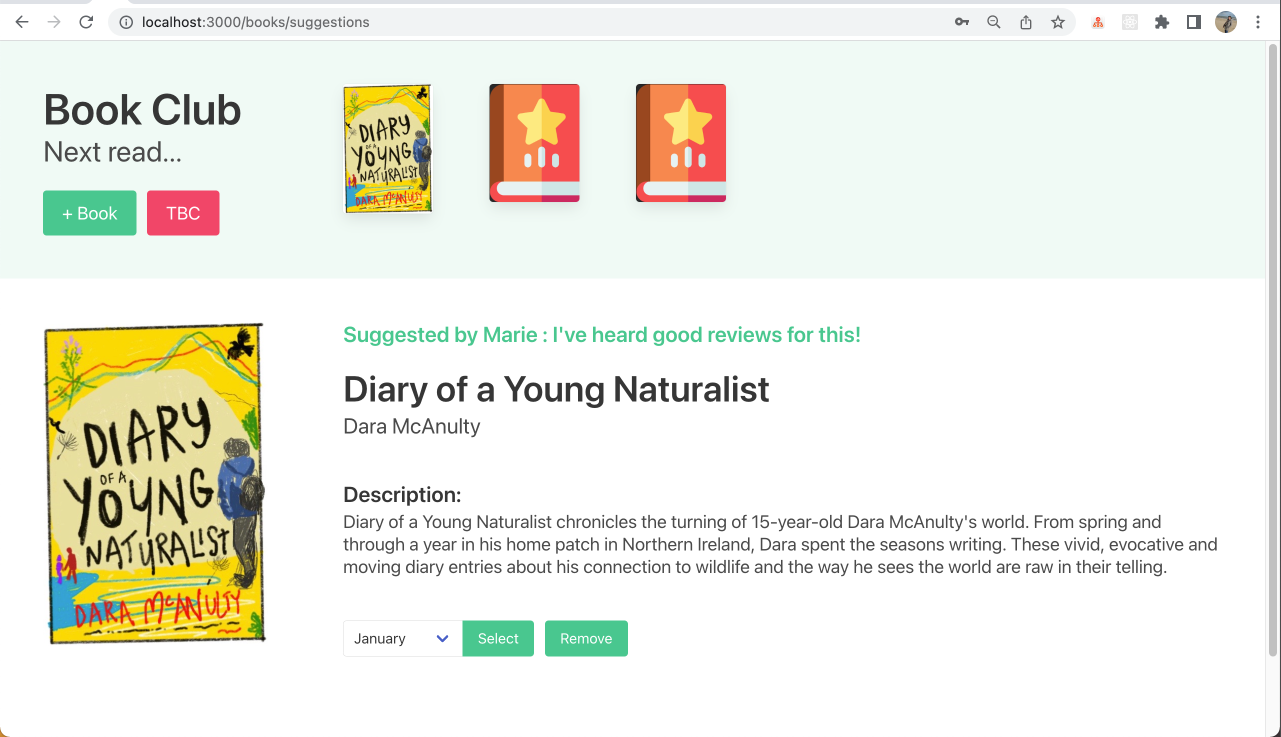 localhost:3000/books/suggestions
Book Club
Next read...
+ Book
TBC
DIARY
OF A
YOUNG
NATURALIST
DARA McANULTY
Suggested by Marie : I've heard good reviews for this!
Diary of a Young Naturalist
Dara McAnulty
DIARY
OF A
YOUNG
NATURALIST
DARA McANULTY
Description:
Diary of a Young Naturalist chronicles the turning of 15-year-old Dara McAnulty's world. From spring and
through a year in his home patch in Northern Ireland, Dara spent the seasons writing. These vivid, evocative and
moving diary entries about his connection to wildlife and the way he sees the world are raw in their telling.
January
Select
Remove